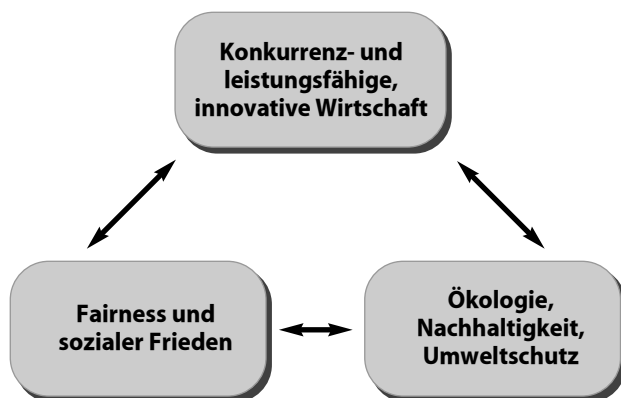 Konkurrenz- und
leistungsfähige,
innovative Wirtschaft
Fairness und
sozialer Frieden
Ökologie,
Nachhaltigkeit,
Umweltschutz